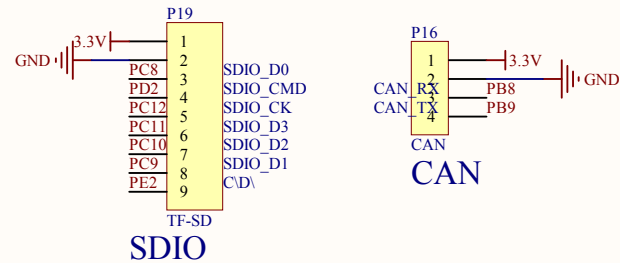 P19
3.3V 1
GND 2
PC8 3 SDIO_D0
PD2 4 SDIO_CMD
PC12 5 SDIO_CK
PC11 6 SDIO_D3
PC10 7 SDIO_D2
PC9 8 SDIO_D1
PE2 9 C\D\
TF-SD
SDIO
P16
1 3.3V
2 GND
CAN_RX 3 PB8
CAN_TX 4 PB9
CAN
CAN